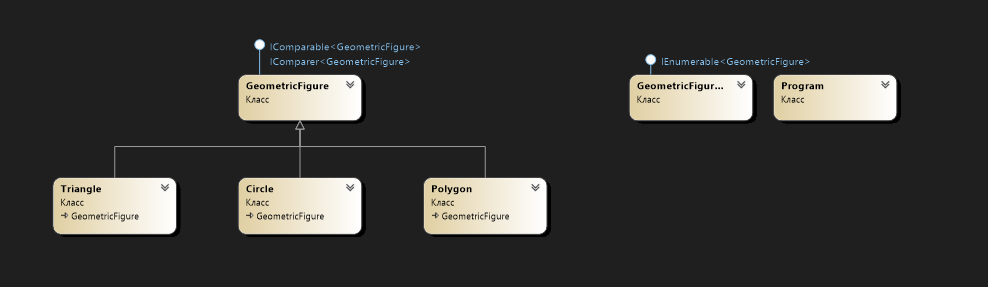 IComparable<GeometricFigure>
IComparer<GeometricFigure>
GeometricFigure
Класс
Triangle
Класс
GeometricFigure
Circle
Класс
GeometricFigure
Polygon
Класс
GeometricFigure
IEnumerable<GeometricFigure>
GeometricFigur...
Класс
Program
Класс